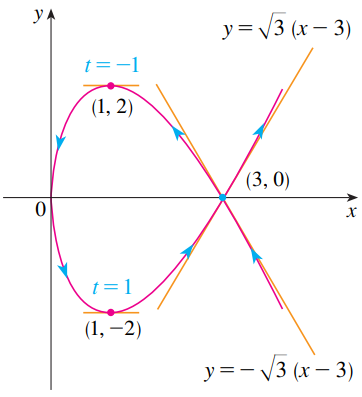 y
y = √3 (x − 3)
t = −1
(1, 2)
(3, 0)
0
x
t = 1
(1, −2)
y = − √3 (x − 3)